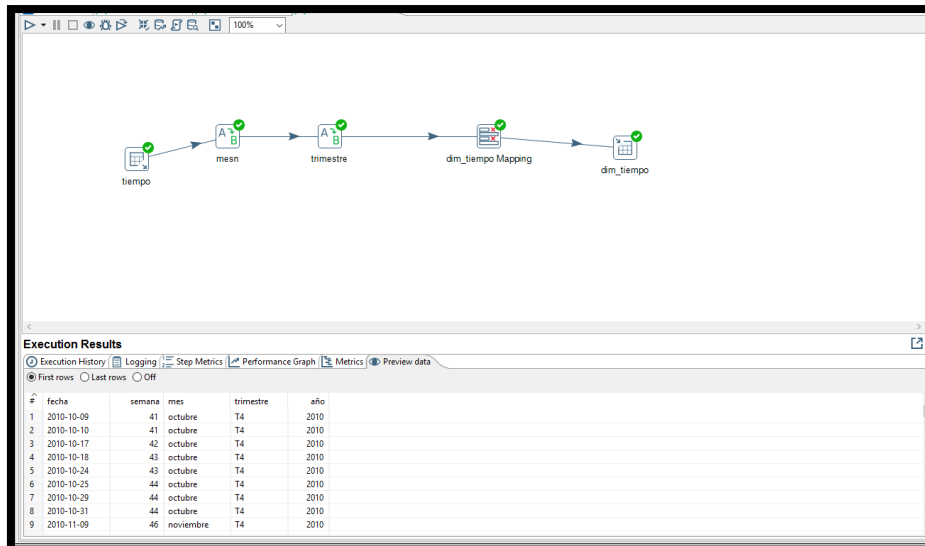 100%
tiempo
mesn
trimestre
dim_tiempo Mapping
dim_tiempo
Execution Results
Execution History Logging Step Metrics Performance Graph Metrics Preview data
First rows Last rows Off
# fecha semana mes trimestre año
1 2010-10-09 41 octubre T4 2010
2 2010-10-10 41 octubre T4 2010
3 2010-10-17 42 octubre T4 2010
4 2010-10-18 43 octubre T4 2010
5 2010-10-24 43 octubre T4 2010
6 2010-10-25 44 octubre T4 2010
7 2010-10-29 44 octubre T4 2010
8 2010-10-31 44 octubre T4 2010
9 2010-11-09 46 noviembre T4 2010